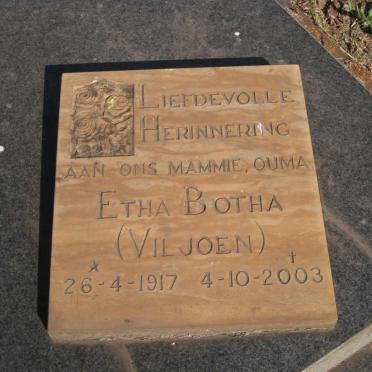 LIEFDEVOLLE
HERINNERING
AAN ONS MAMMIE, OUMA
ETHA BOTHA
(VILJOEN)
* 26-4-1917 † 4-10-2003